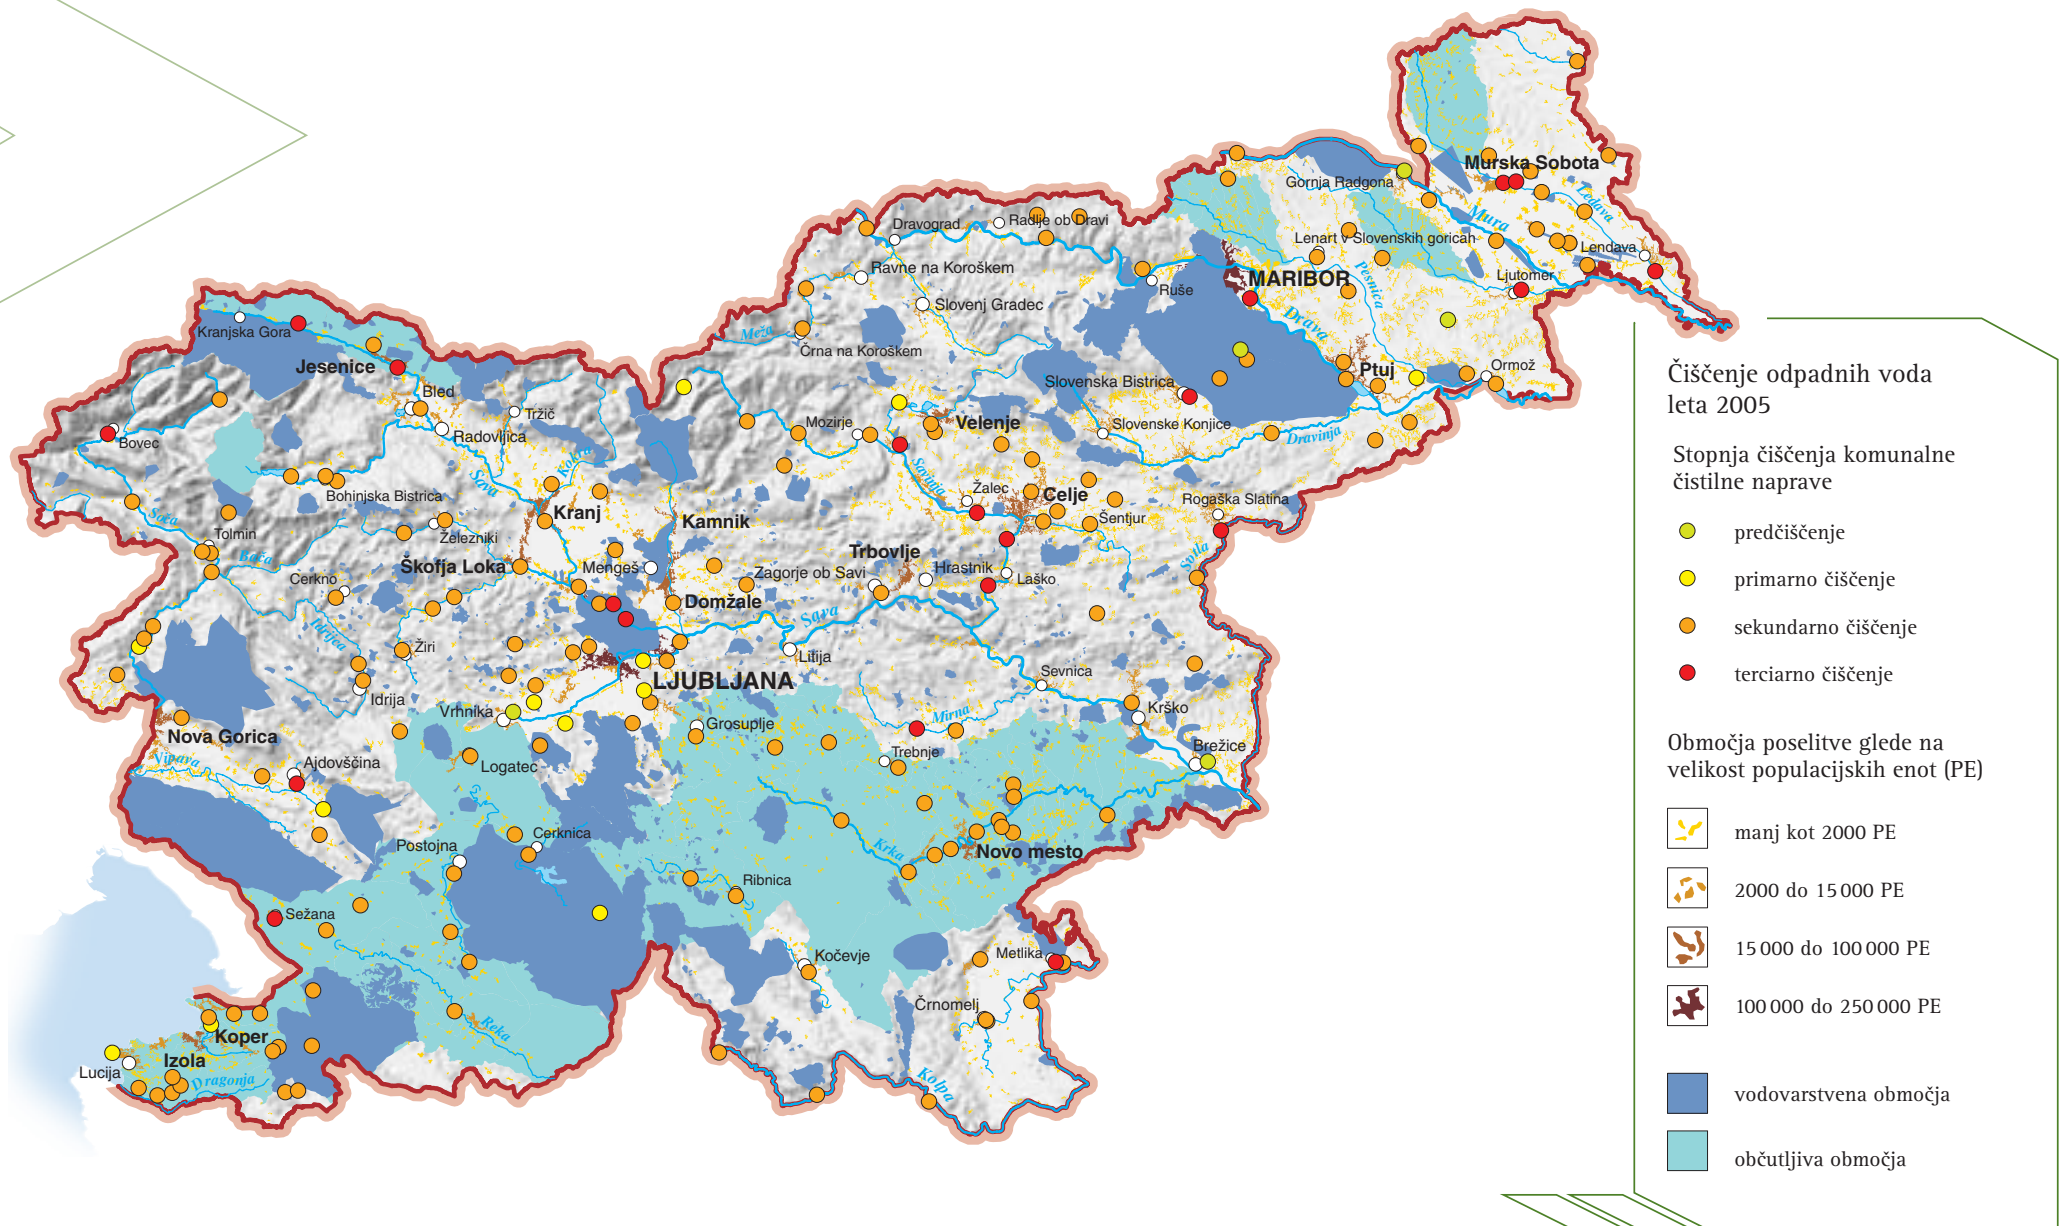 Murska Sobota
Gornja Radgona
Ledava
Mura
Dravograd
Radlje ob Dravi
Lenart v Slovenskih goricah
Lendava
Ravne na Koroškem
Pesnica
Ljutomer
MARIBOR
Ruše
Slovenj Gradec
Kranjska Gora
Meža
Drava
Črna na Koroškem
Jesenice
Ptuj
Ormož
Slovenska Bistrica
Bled
Tržič
Mozirje
Velenje
Slovenske Konjice
Bovec
Radovljica
Dravinja
Kokra
Sava
Savinja
Bohinjska Bistrica
Žalec
Celje
Rogaška Slatina
Soča
Kranj
Kamnik
Šentjur
Tolmin
Železniki
Bača
Škofja Loka
Mengeš
Trbovlje
Sotla
Cerkno
Zagorje ob Savi
Hrastnik
Laško
Domžale
Sava
Idrijca
Žiri
Litija
Sevnica
LJUBLJANA
Idrija
Vrhnika
Grosuplje
Mirna
Krško
Nova Gorica
Trebnje
Brežice
Vipava
Ajdovščina
Logatec
Cerknica
Postojna
Krka
Novo mesto
Ribnica
Sežana
Kočevje
Metlika
Črnomelj
Reka
Koper
Izola
Lucija
Dragonja
Kolpa
Čiščenje odpadnih voda
leta 2005
Stopnja čiščenja komunalne
čistilne naprave
predčiščenje
primarno čiščenje
sekundarno čiščenje
terciarno čiščenje
Območja poselitve glede na
velikost populacijskih enot (PE)
manj kot 2000 PE
2000 do 15 000 PE
15 000 do 100 000 PE
100 000 do 250 000 PE
vodovarstvena območja
občutljiva območja